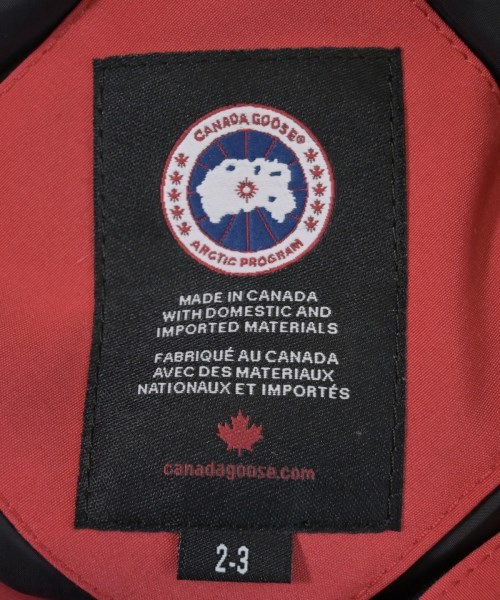 CANADA GOOSE®
ARCTIC PROGRAM
MADE IN CANADA
WITH DOMESTIC AND
IMPORTED MATERIALS
FABRIQUÉ AU CANADA
AVEC DES MATERIAUX
NATIONAUX ET IMPORTÉS
canadagoose.com
2-3